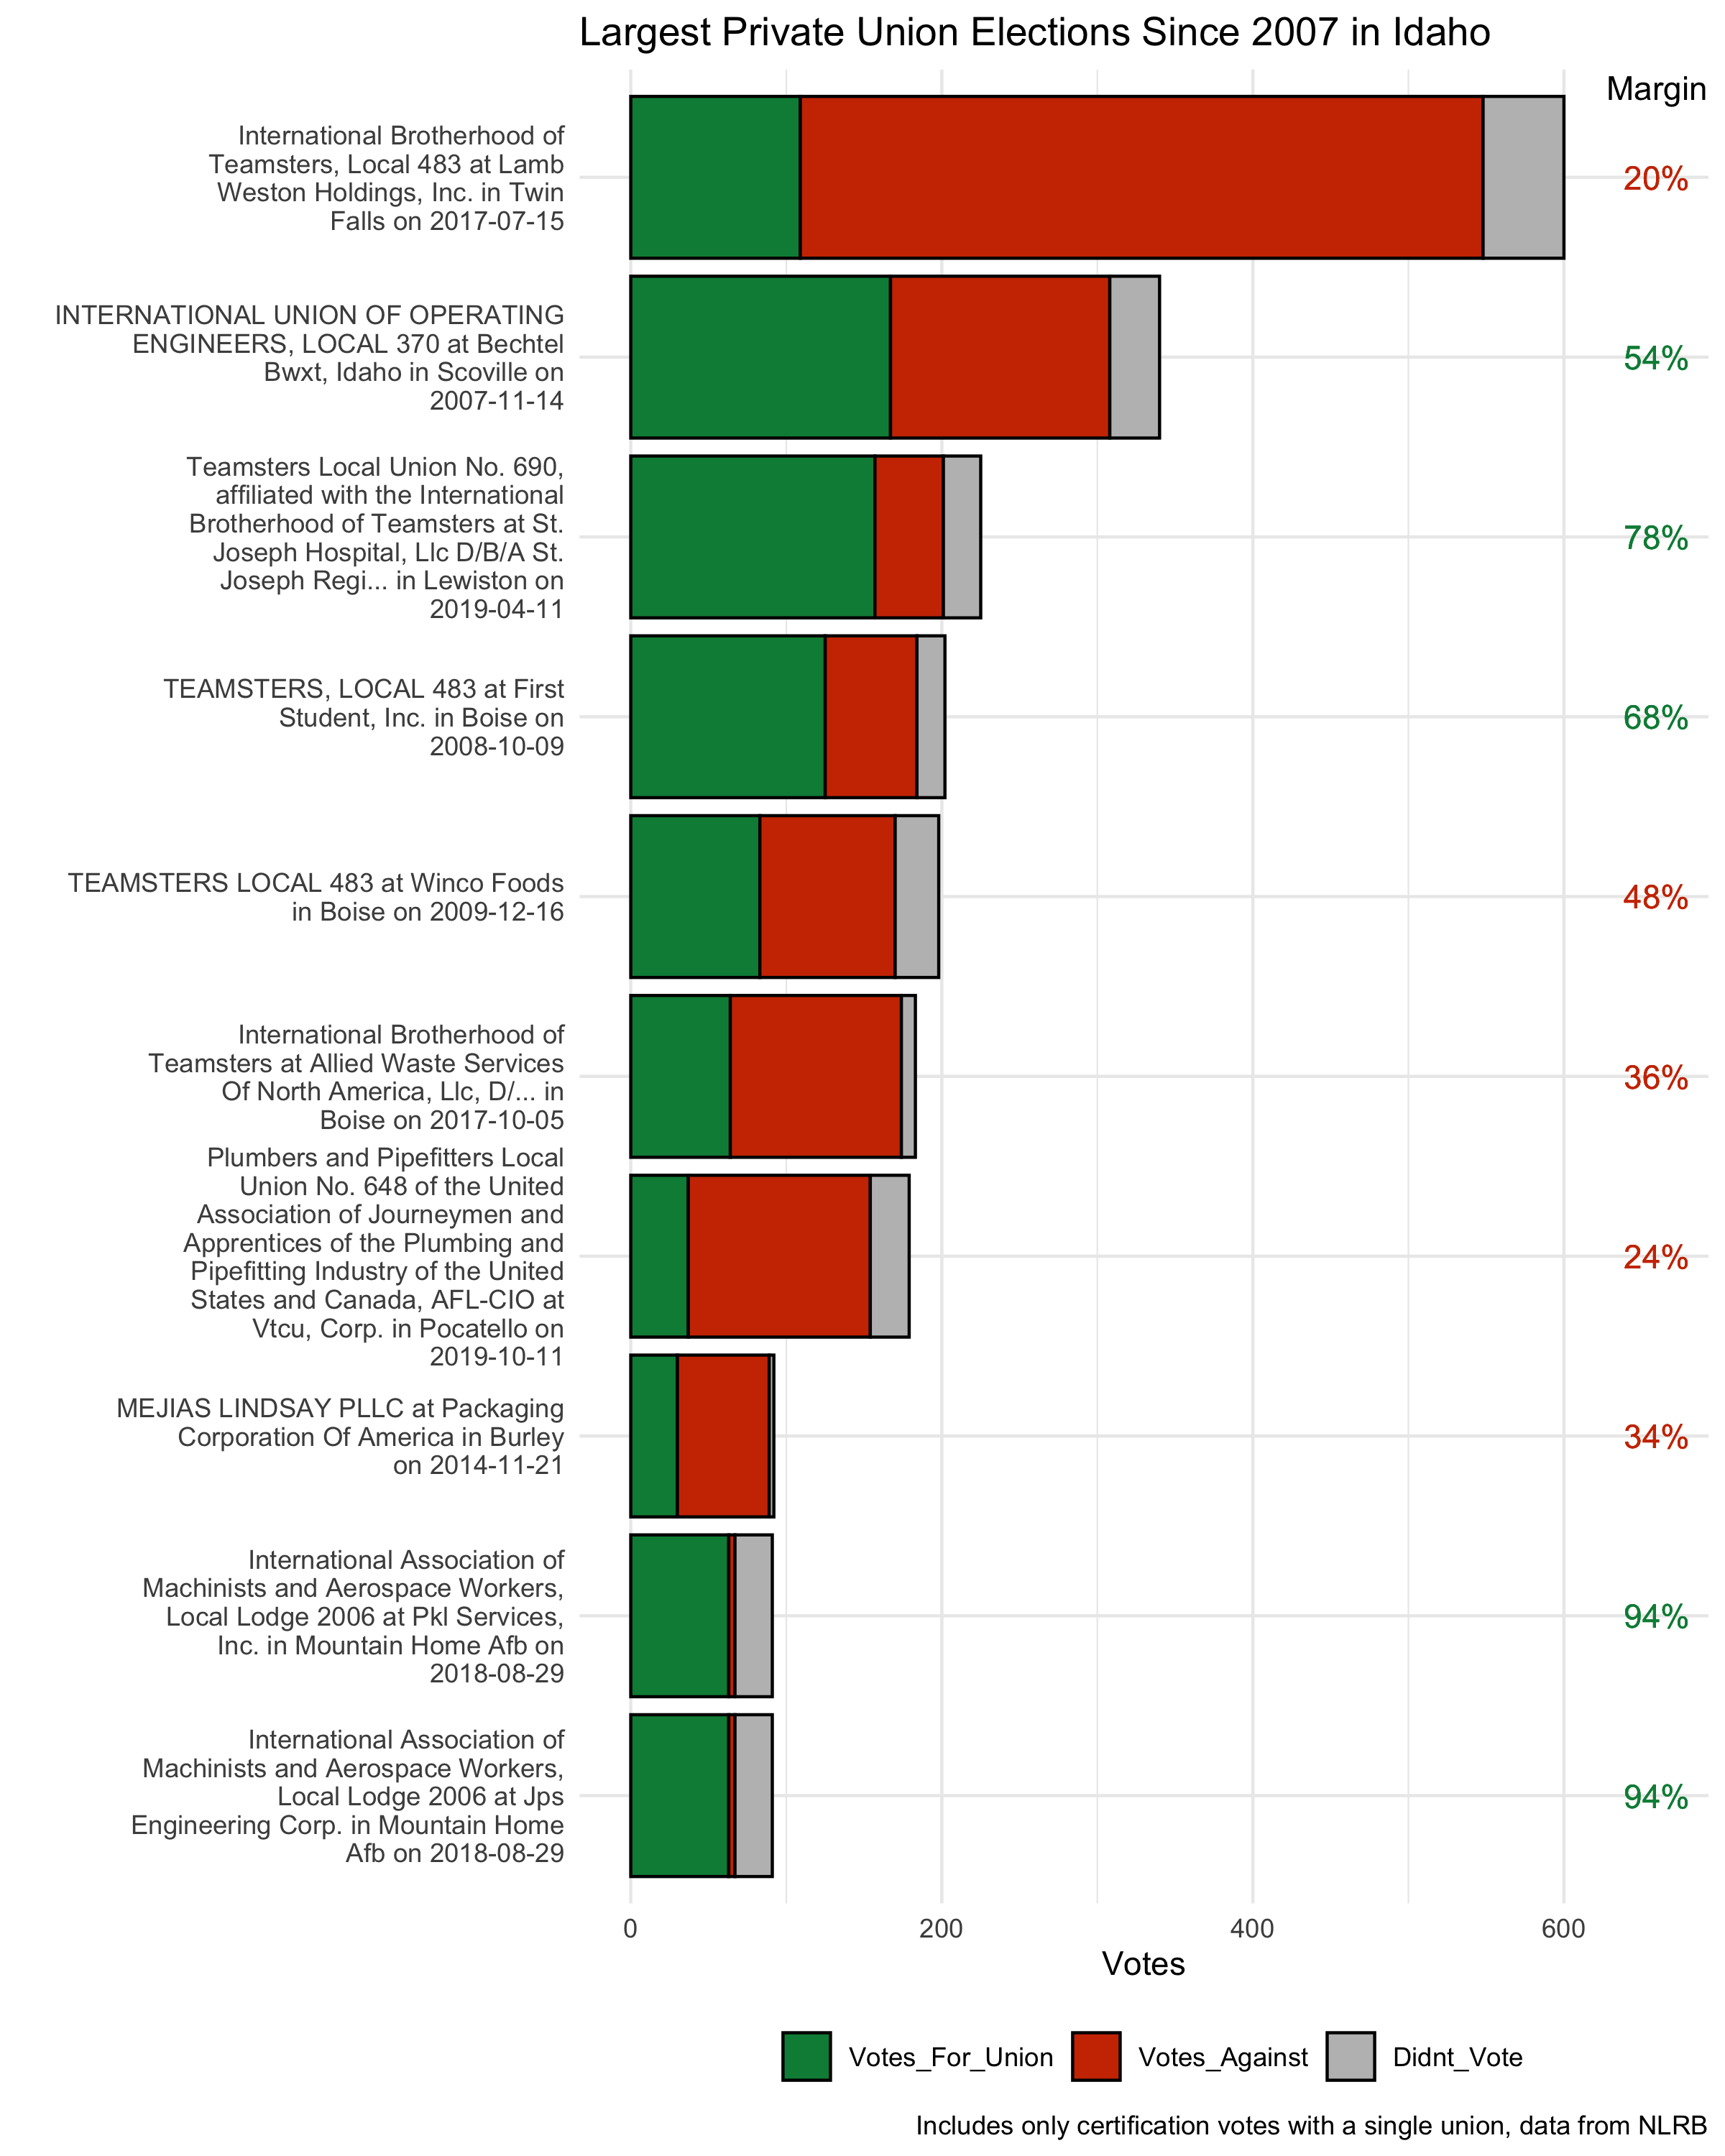 Largest Private Union Elections Since 2007 in Idaho
Margin
International Brotherhood of
Teamsters, Local 483 at Lamb
Weston Holdings, Inc. in Twin
Falls on 2017-07-15
20%
INTERNATIONAL UNION OF OPERATING
ENGINEERS, LOCAL 370 at Bechtel
Bwxt, Idaho in Scoville on
2007-11-14
54%
Teamsters Local Union No. 690,
affiliated with the International
Brotherhood of Teamsters at St.
Joseph Hospital, Llc D/B/A St.
Joseph Regi... in Lewiston on
2019-04-11
78%
TEAMSTERS, LOCAL 483 at First
Student, Inc. in Boise on
2008-10-09
68%
TEAMSTERS LOCAL 483 at Winco Foods
in Boise on 2009-12-16
48%
International Brotherhood of
Teamsters at Allied Waste Services
Of North America, Llc, D/... in
Boise on 2017-10-05
36%
Plumbers and Pipefitters Local
Union No. 648 of the United
Association of Journeymen and
Apprentices of the Plumbing and
Pipefitting Industry of the United
States and Canada, AFL-CIO at
Vtcu, Corp. in Pocatello on
2019-10-11
24%
MEJIAS LINDSAY PLLC at Packaging
Corporation Of America in Burley
on 2014-11-21
34%
International Association of
Machinists and Aerospace Workers,
Local Lodge 2006 at Pkl Services,
Inc. in Mountain Home Afb on
2018-08-29
94%
International Association of
Machinists and Aerospace Workers,
Local Lodge 2006 at Jps
Engineering Corp. in Mountain Home
Afb on 2018-08-29
94%
0 200 400 600
Votes
Votes_For_Union Votes_Against Didnt_Vote
Includes only certification votes with a single union, data from NLRB